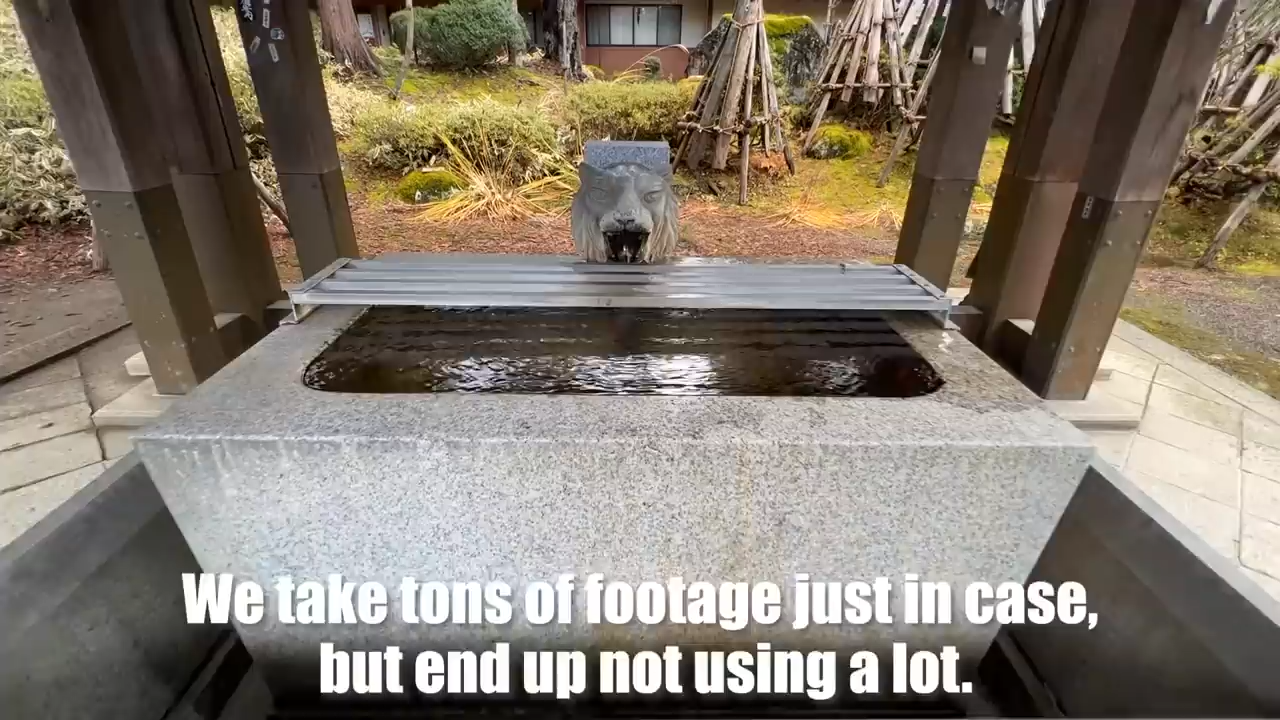 We take tons of footage just in case,
but end up not using a lot.